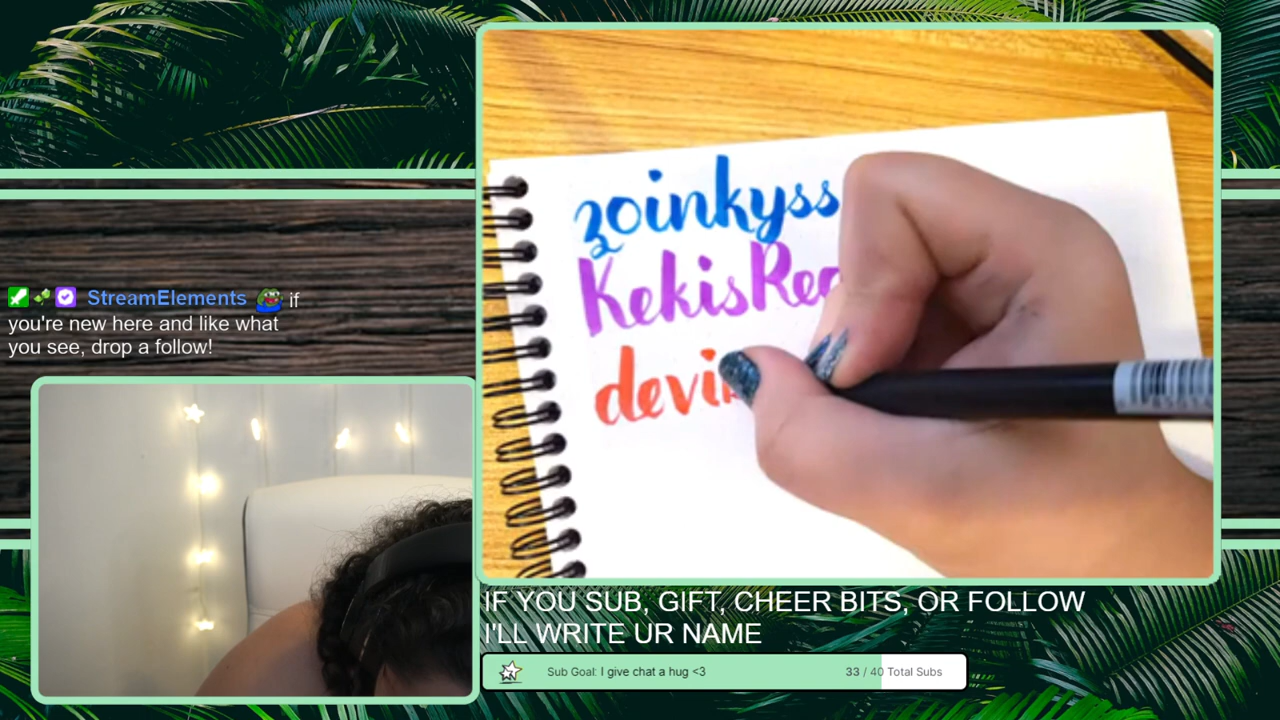 StreamElements if
you're new here and like what
you see, drop a follow!
zoinkyss
KekisRea
devi
IF YOU SUB, GIFT, CHEER BITS, OR FOLLOW
I'LL WRITE UR NAME
Sub Goal: I give chat a hug <3 33 / 40 Total Subs